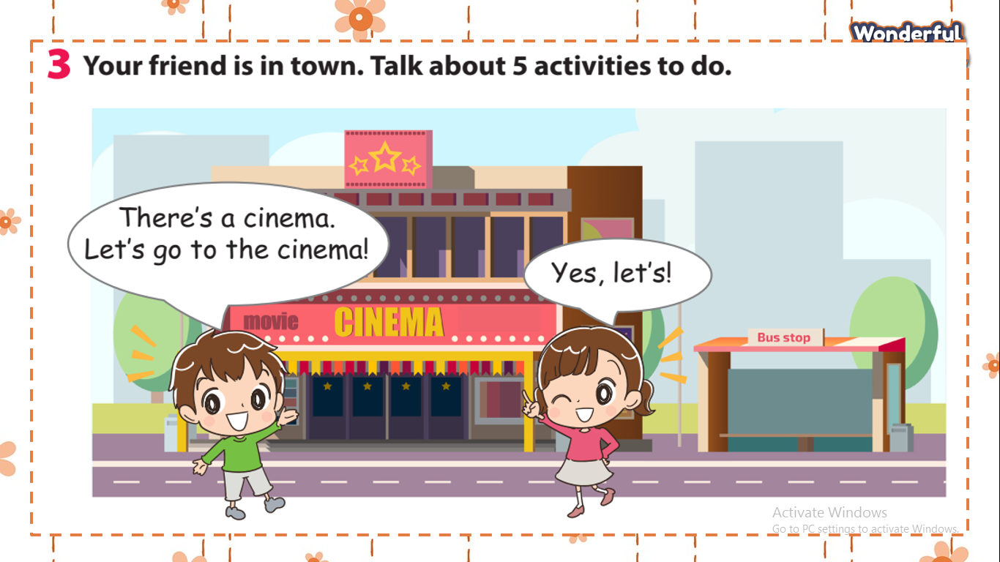 Wonderful
3 Your friend is in town. Talk about 5 activities to do.
There's a cinema.
Let's go to the cinema!
Yes, let's!
movie CINEMA
Bus stop
Activate Windows
Go to PC settings to activate Windows.